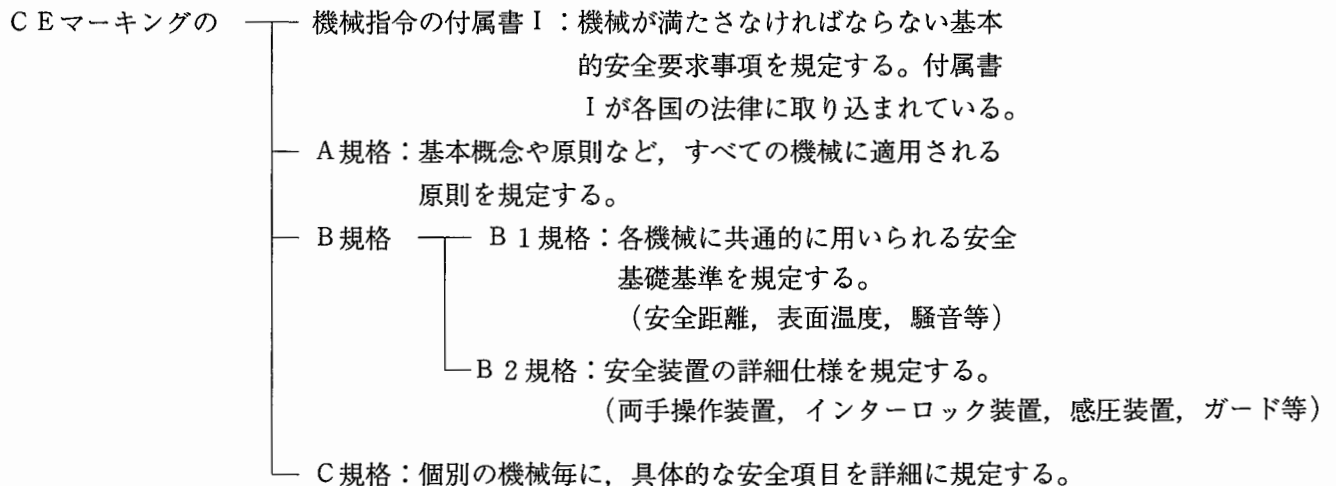 CEマーキングの 機械指令の付属書Ⅰ:機械が満たさなければならない基本
的安全要求事項を規定する。付属書
Ⅰが各国の法律に取り込まれている。
A規格:基本概念や原則など,すべての機械に適用される
原則を規定する。
B規格 B1規格:各機械に共通的に用いられる安全
基礎基準を規定する。
(安全距離,表面温度,騒音等)
B2規格:安全装置の詳細仕様を規定する。
(両手操作装置,インターロック装置,感圧装置,ガード等)
C規格:個別の機械毎に,具体的な安全項目を詳細に規定する。